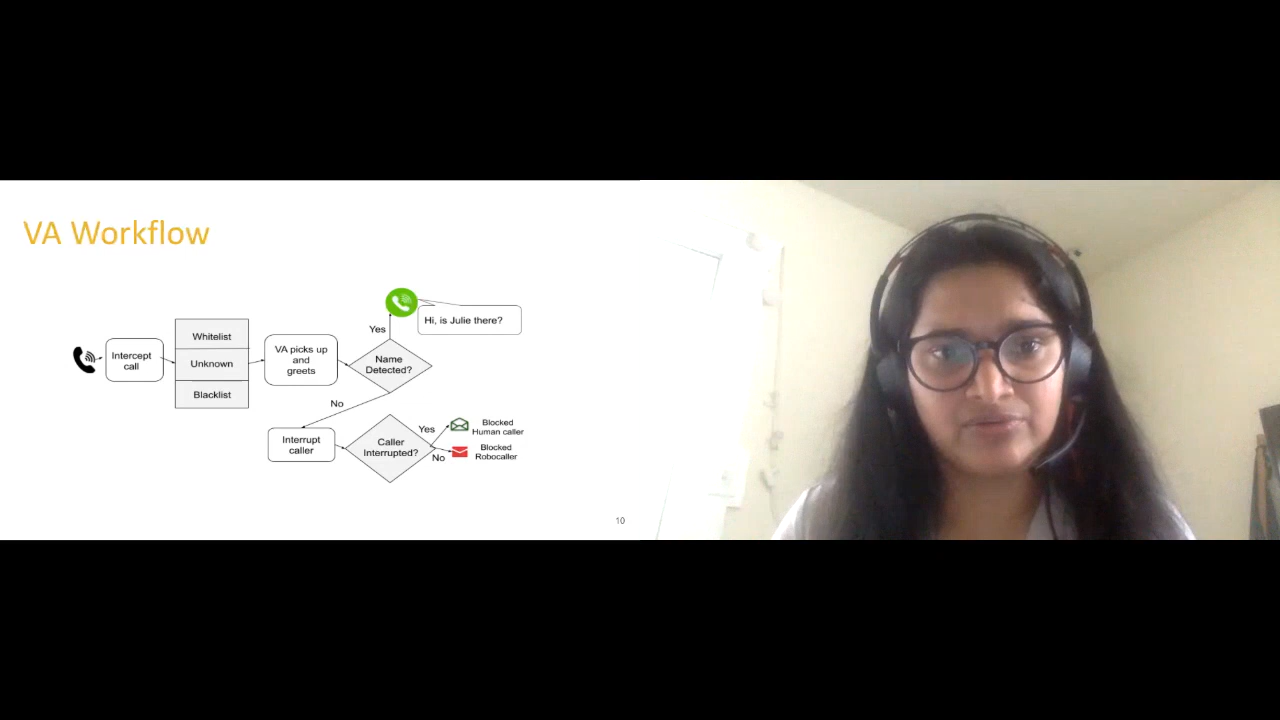 VA Workflow
Hi, is Julie there?
Yes
Intercept
call
Whitelist
Unknown
Blacklist
VA picks up
and
greets
Name
Detected?
No
Interrupt
caller
Caller
Interrupted?
Yes
Blocked
Human caller
No
Blocked
Robocaller
10